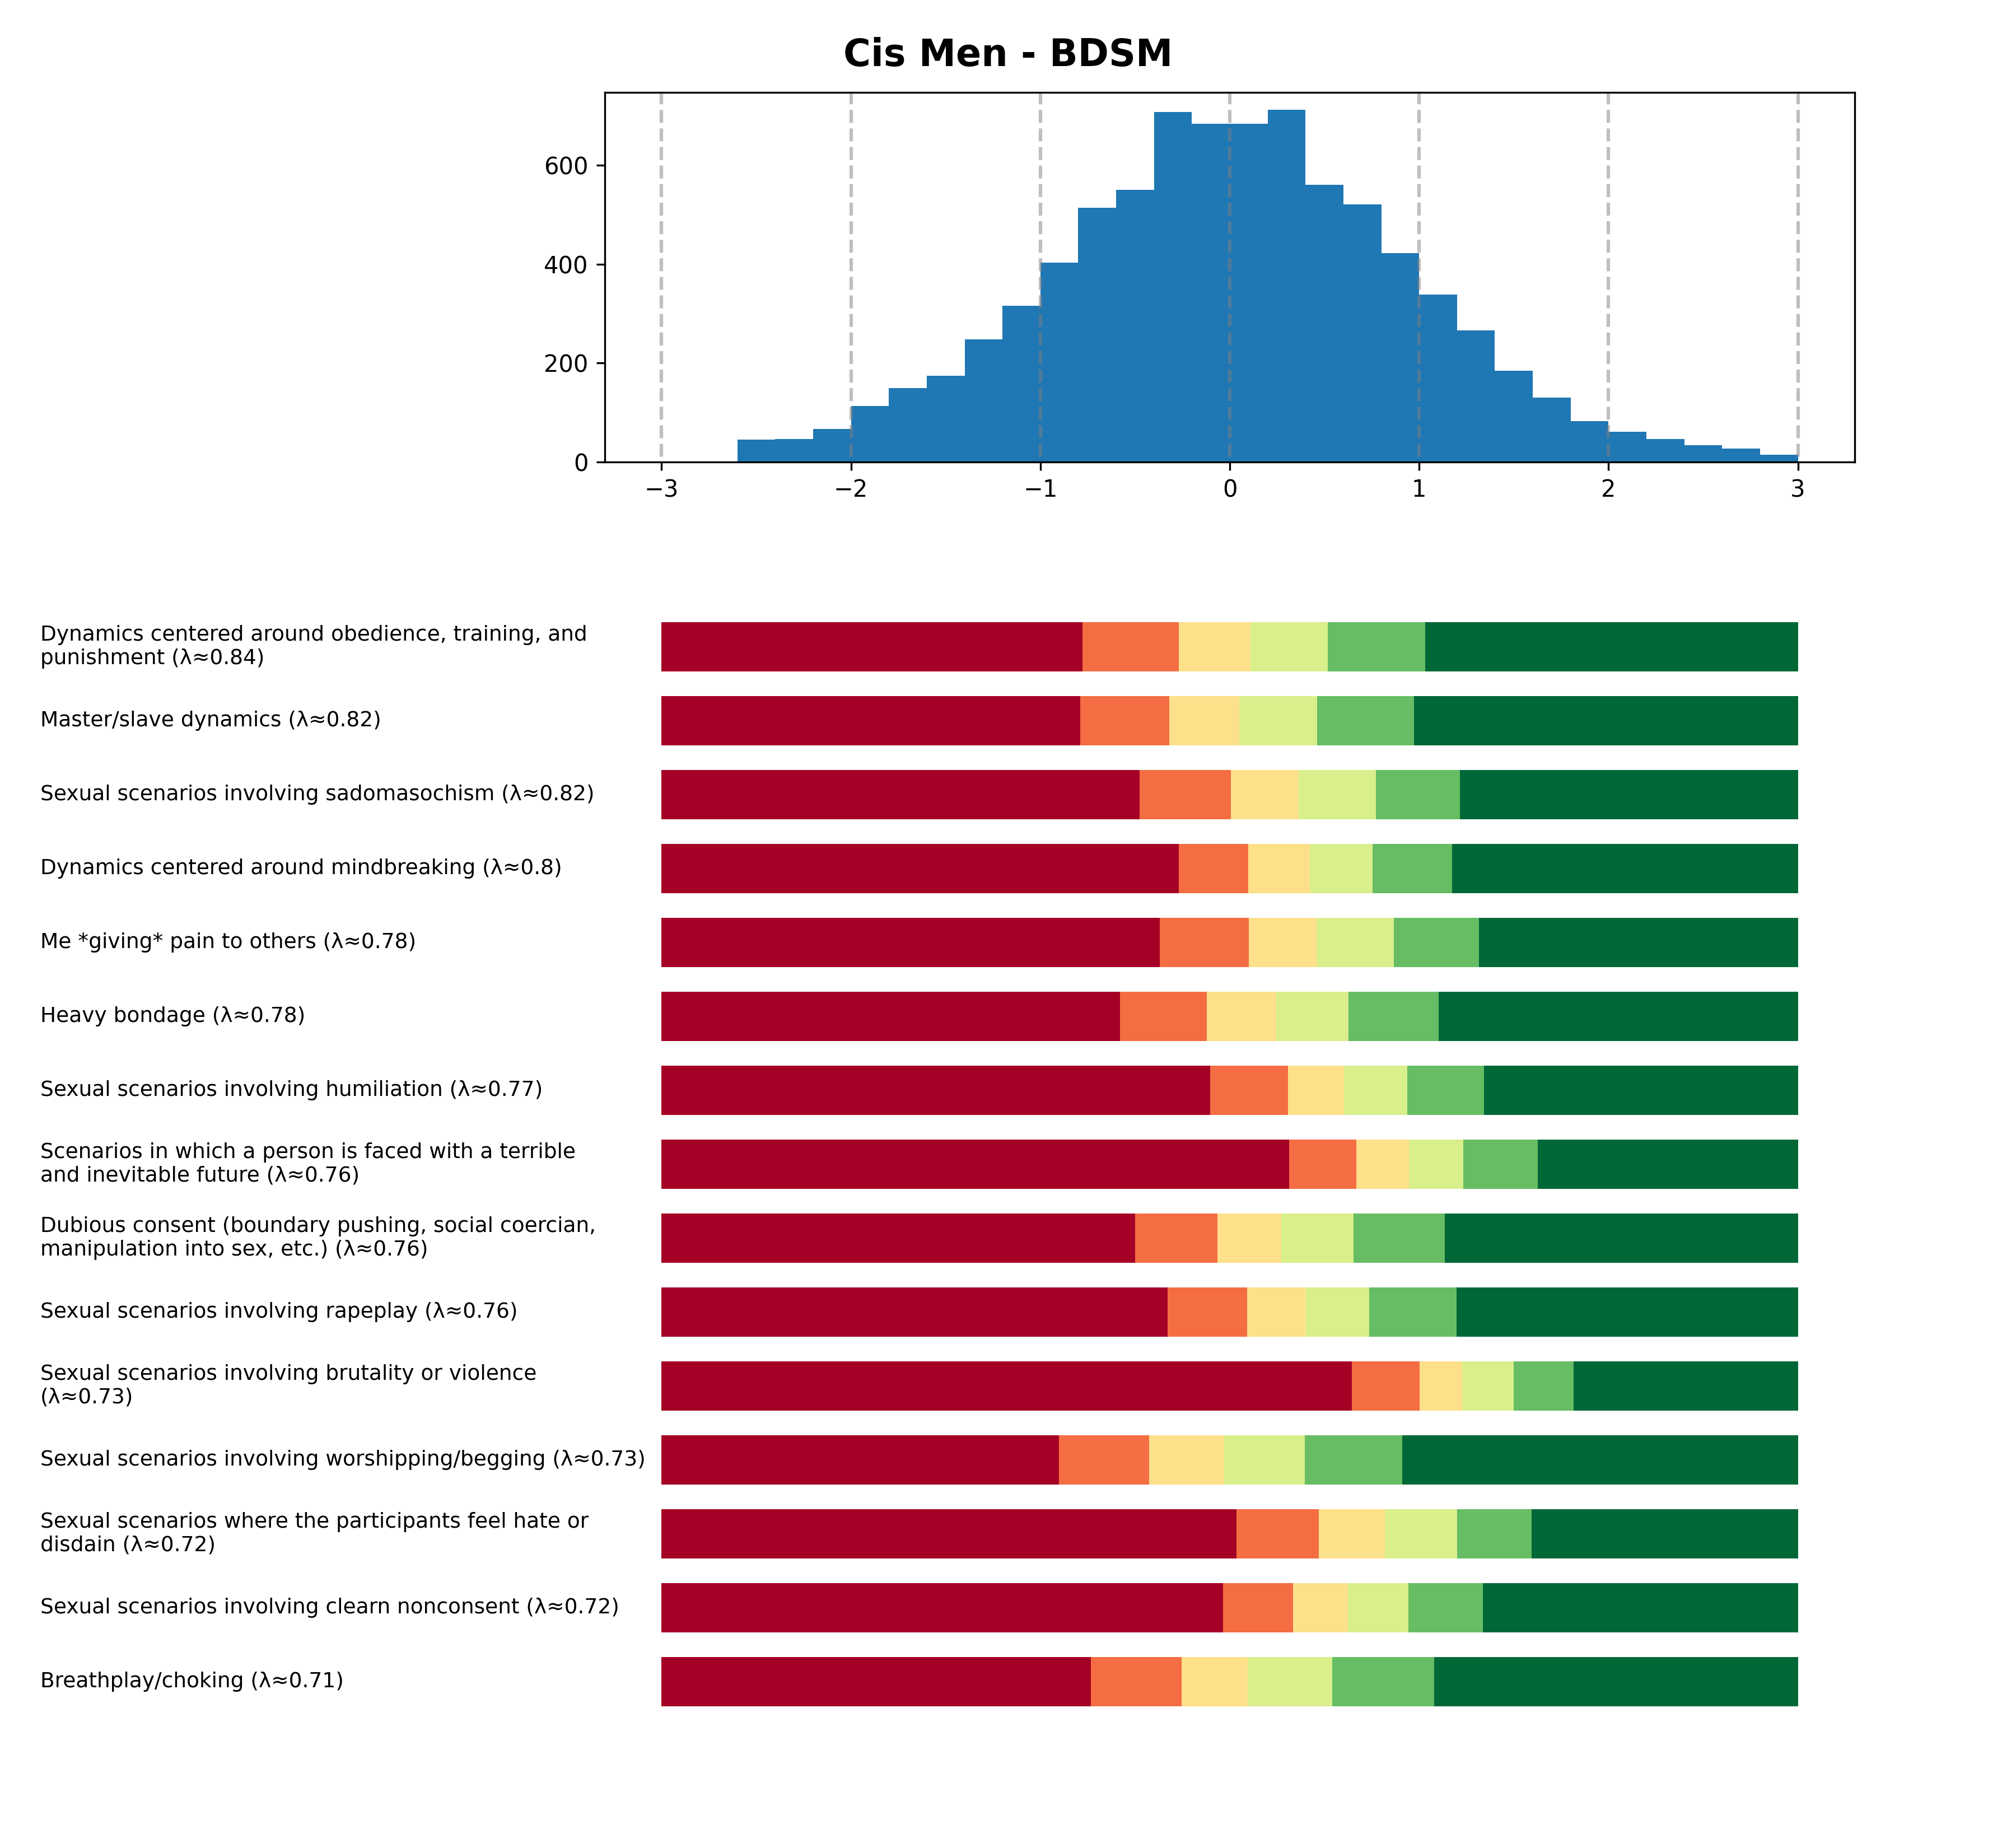 Cis Men - BDSM
600
400
200
0
−3 −2 −1 0 1 2 3
Dynamics centered around obedience, training, and
punishment (λ≈0.84)
Master/slave dynamics (λ≈0.82)
Sexual scenarios involving sadomasochism (λ≈0.82)
Dynamics centered around mindbreaking (λ≈0.8)
Me *giving* pain to others (λ≈0.78)
Heavy bondage (λ≈0.78)
Sexual scenarios involving humiliation (λ≈0.77)
Scenarios in which a person is faced with a terrible
and inevitable future (λ≈0.76)
Dubious consent (boundary pushing, social coercian,
manipulation into sex, etc.) (λ≈0.76)
Sexual scenarios involving rapeplay (λ≈0.76)
Sexual scenarios involving brutality or violence
(λ≈0.73)
Sexual scenarios involving worshipping/begging (λ≈0.73)
Sexual scenarios where the participants feel hate or
disdain (λ≈0.72)
Sexual scenarios involving clearn nonconsent (λ≈0.72)
Breathplay/choking (λ≈0.71)